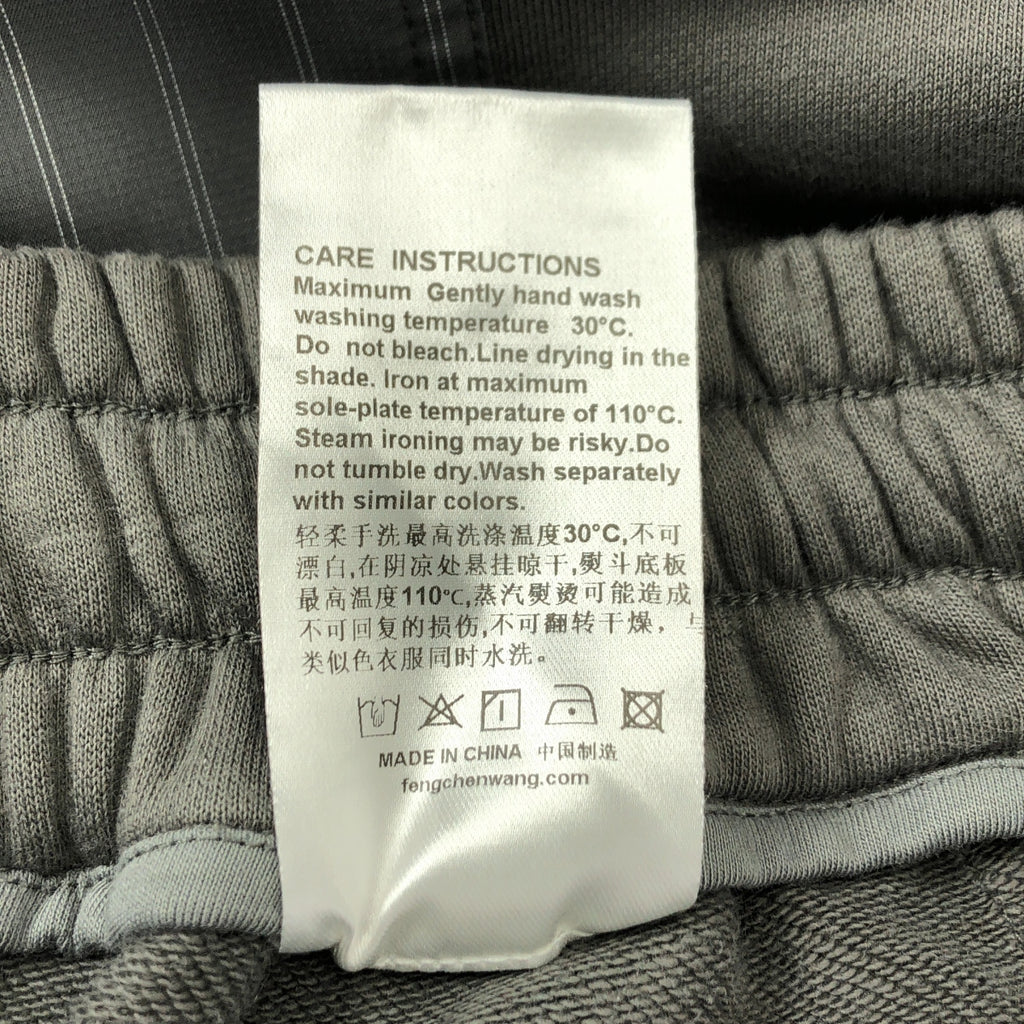 CARE INSTRUCTIONS
Maximum Gently hand wash
washing temperature 30°C.
Do not bleach.Line drying in the
shade. Iron at maximum
sole-plate temperature of 110°C.
Steam ironing may be risky.Do
not tumble dry.Wash separately
with similar colors.
轻柔手洗最高洗涤温度30°C,不可
漂白,在阴凉处悬挂晾干,熨斗底板
最高温度110°C,蒸汽熨烫可能造成
不可回复的损伤,不可翻转干燥，与
类似色衣服同时水洗。
MADE IN CHINA 中国制造
fengchenwang.com